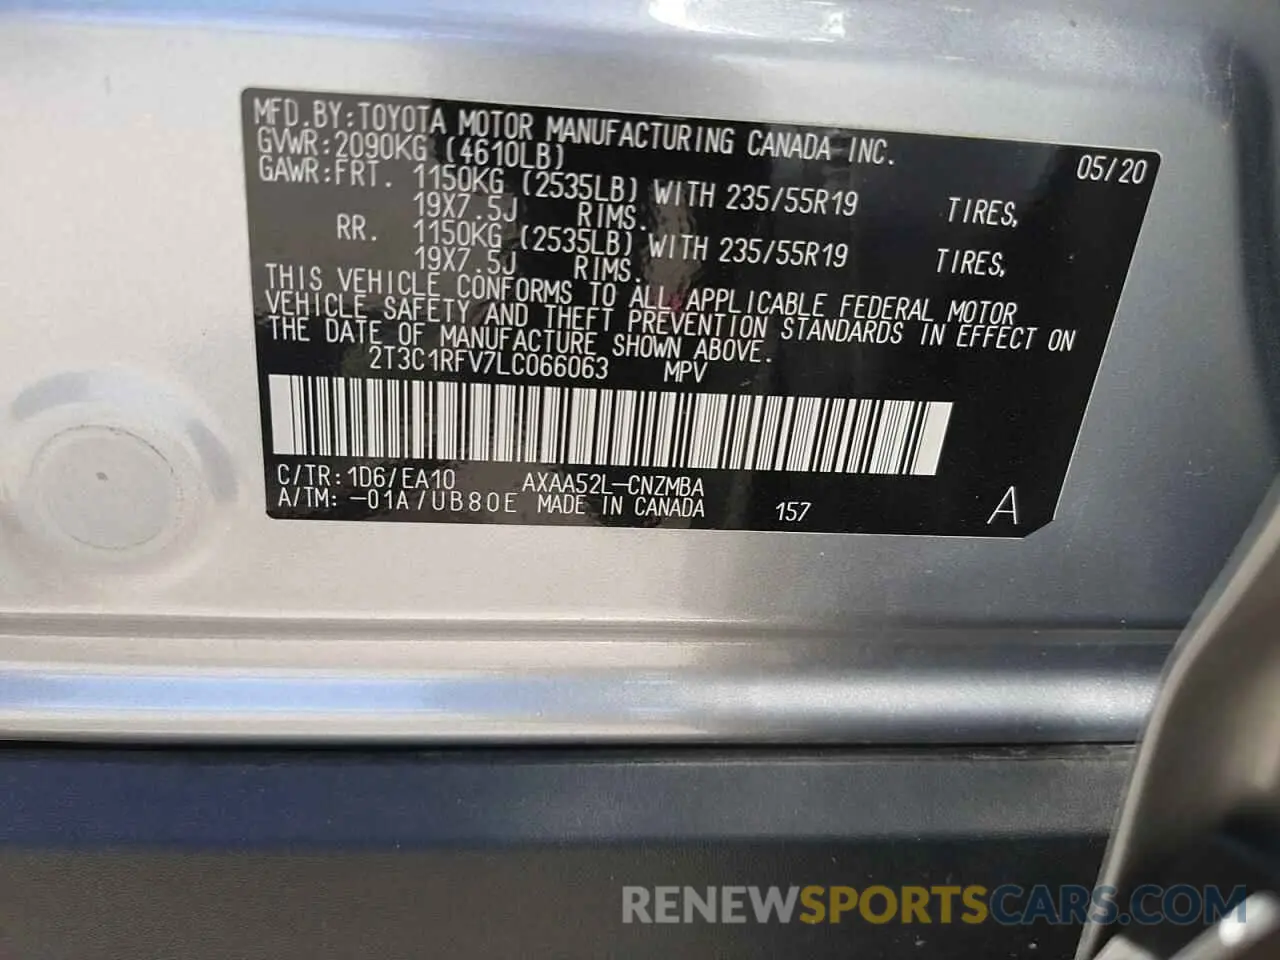 MFD.BY:TOYOTA MOTOR MANUFACTURING CANADA INC. 05/20
GVWR:2090KG (4610LB)
GAWR:FRT. 1150KG (2535LB) WITH 235/55R19 TIRES,
19X7.5J RIMS.
RR. 1150KG (2535LB) WITH 235/55R19 TIRES,
19X7.5J RIMS.
THIS VEHICLE CONFORMS TO ALL APPLICABLE FEDERAL MOTOR
VEHICLE SAFETY AND THEFT PREVENTION STANDARDS IN EFFECT ON
THE DATE OF MANUFACTURE SHOWN ABOVE.
2T3C1RFV7LC066063 MPV
C/TR:1D6/EA10 AXAA52L-CNZMBA
A/TM:-01A/UB80E MADE IN CANADA 157 A
RENEWSPORTSCARS.COM